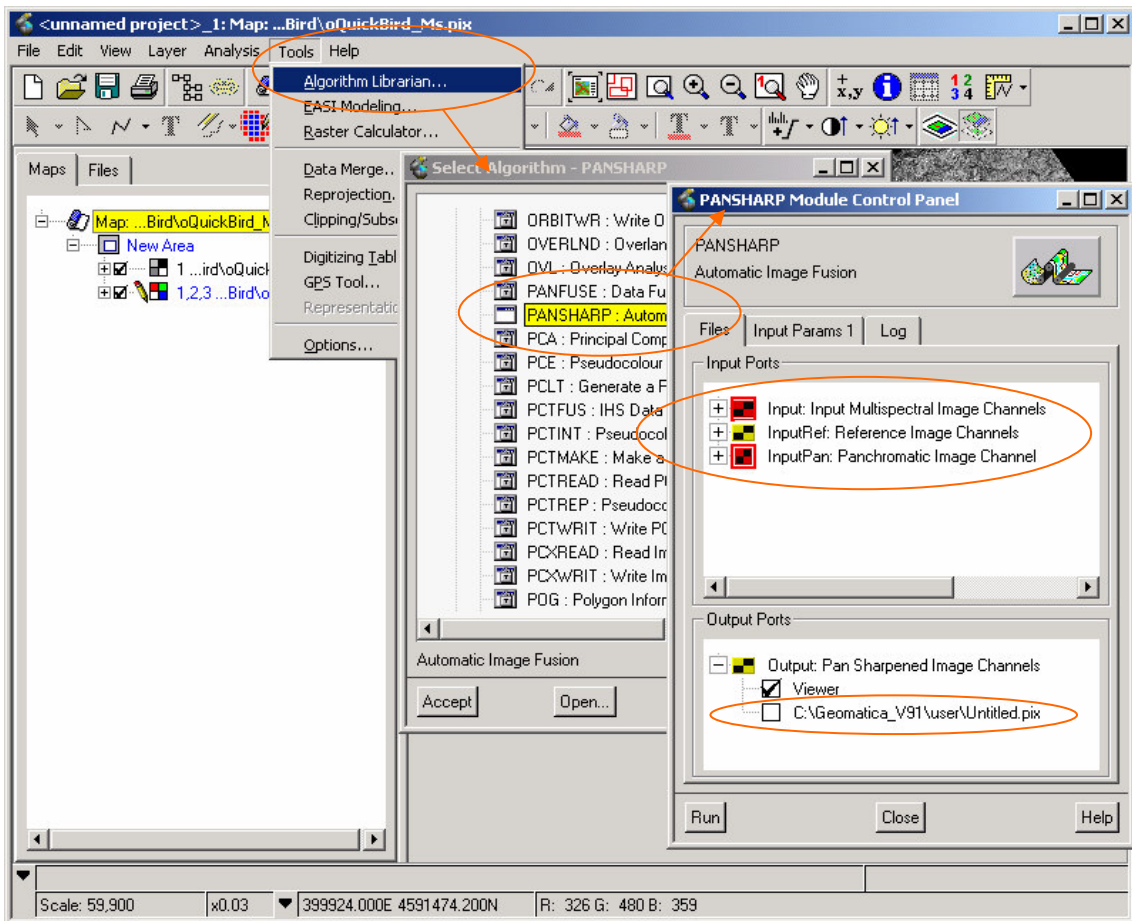 <unnamed project>_1: Map: ...Bird\oQuickBird_Ms.pix
File Edit View Layer Analysis Tools Help
Algorithm Librarian...
EASI Modeling...
Raster Calculator...
Data Merge..
Reprojection.
Clipping/Subs
Digitizing Tabl
GPS Tool...
Representatic
Options...
x,y
1 2
3 4
Maps Files
Map: ...Bird\oQuickBird_M
New Area
1 ...ird\oQuick
1,2,3 ...Bird\o
Select Algorithm - PANSHARP
ORBITWR : Write O
OVERLND : Overlan
OVL : Overlay Analys
PANFUSE : Data Fu
PANSHARP : Autom
PCA : Principal Comp
PCE : Pseudocolour
PCLT : Generate a F
PCTFUS : IHS Data
PCTINT : Pseudocol
PCTMAKE : Make a
PCTREAD : Read P
PCTREP : Pseudoco
PCTWRIT : Write PC
PCXREAD : Read Im
PCXWRIT : Write Im
POG : Polygon Inform
Automatic Image Fusion
Accept Open...
PANSHARP Module Control Panel
PANSHARP
Automatic Image Fusion
Files Input Params 1 Log
Input Ports
Input: Input Multispectral Image Channels
InputRef: Reference Image Channels
InputPan: Panchromatic Image Channel
Output Ports
Output: Pan Sharpened Image Channels
Viewer
C:\Geomatica_V91\user\Untitled.pix
Run Close Help
Scale: 59,900 x0.03 399924.000E 4591474.200N R: 326 G: 480 B: 359